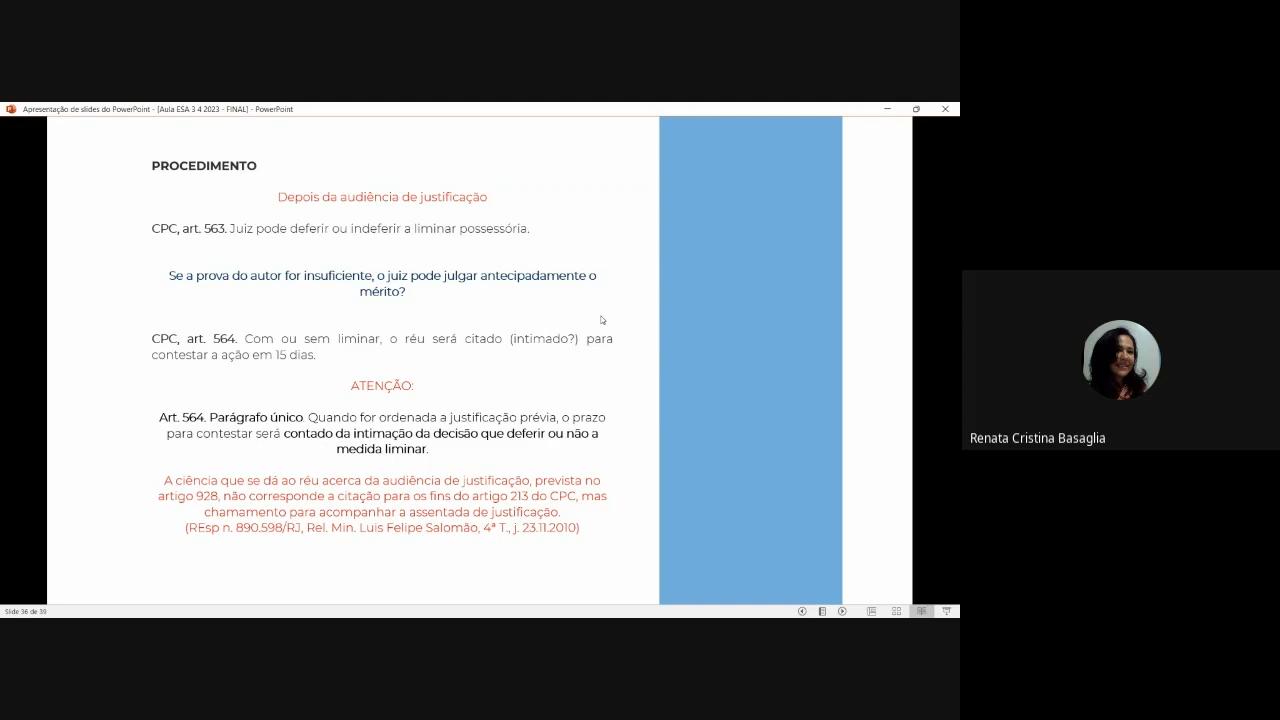 Apresentação de slides do PowerPoint - [Aula ESA 3 4 2023 - FINAL] - PowerPoint
PROCEDIMENTO
Depois da audiência de justificação
CPC, art. 563. Juiz pode deferir ou indeferir a liminar possessória.
Se a prova do autor for insuficiente, o juiz pode julgar antecipadamente o
mérito?
CPC, art. 564. Com ou sem liminar, o réu será citado (intimado?) para
contestar a ação em 15 dias.
ATENÇÃO:
Art. 564. Parágrafo único. Quando for ordenada a justificação prévia, o prazo
para contestar será contado da intimação da decisão que deferir ou não a
medida liminar.
A ciência que se dá ao réu acerca da audiência de justificação, prevista no
artigo 928, não corresponde a citação para os fins do artigo 213 do CPC, mas
chamamento para acompanhar a assentada de justificação.
(REsp n. 890.598/RJ, Rel. Min. Luis Felipe Salomão, 4ª T., j. 23.11.2010)
Slide 36 de 39
Renata Cristina Basaglia